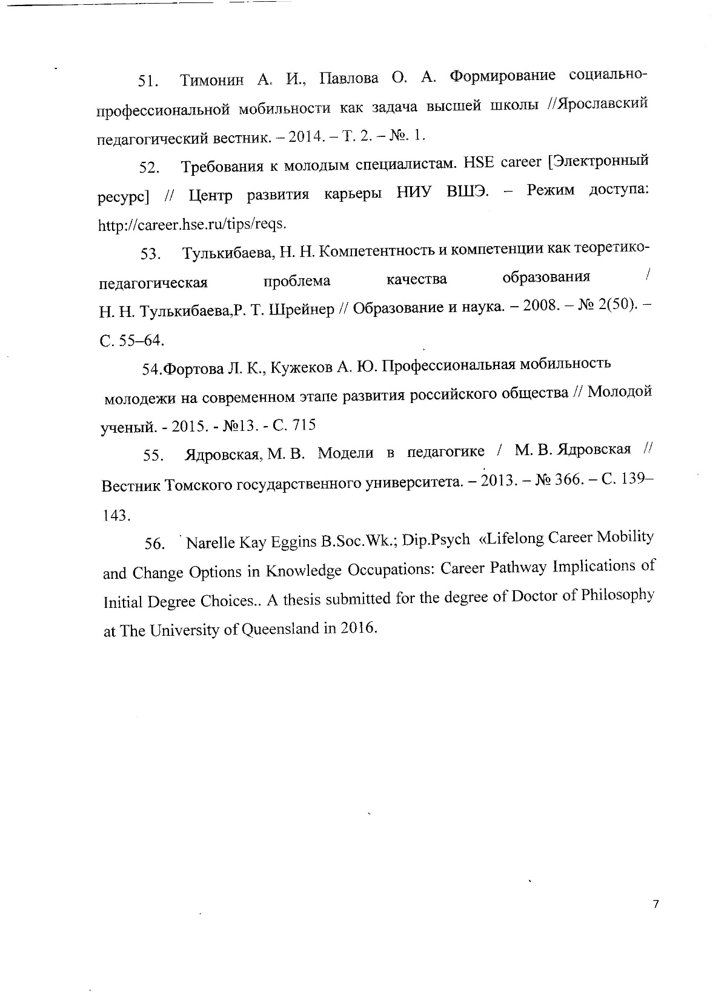 51. Тимонин А. И., Павлова О. А. Формирование социально-
профессиональной мобильности как задача высшей школы //Ярославский
педагогический вестник. – 2014. – Т. 2. – №. 1.
52. Требования к молодым специалистам. HSE career [Электронный
ресурс] // Центр развития карьеры НИУ ВШЭ. – Режим доступа:
http://career.hse.ru/tips/reqs.
53. Тулькибаева, Н. Н. Компетентность и компетенции как теоретико-
педагогическая проблема качества образования /
Н. Н. Тулькибаева,Р. Т. Шрейнер // Образование и наука. – 2008. – № 2(50). –
С. 55–64.
54.Фортова Л. К., Кужеков А. Ю. Профессиональная мобильность
молодежи на современном этапе развития российского общества // Молодой
ученый. - 2015. - №13. - С. 715
55. Ядровская, М. В. Модели в педагогике / М. В. Ядровская //
Вестник Томского государственного университета. – 2013. – № 366. – С. 139–
143.
56. Narelle Kay Eggins B.Soc.Wk.; Dip.Psych «Lifelong Career Mobility
and Change Options in Knowledge Occupations: Career Pathway Implications of
Initial Degree Choices.. A thesis submitted for the degree of Doctor of Philosophy
at The University of Queensland in 2016.
7